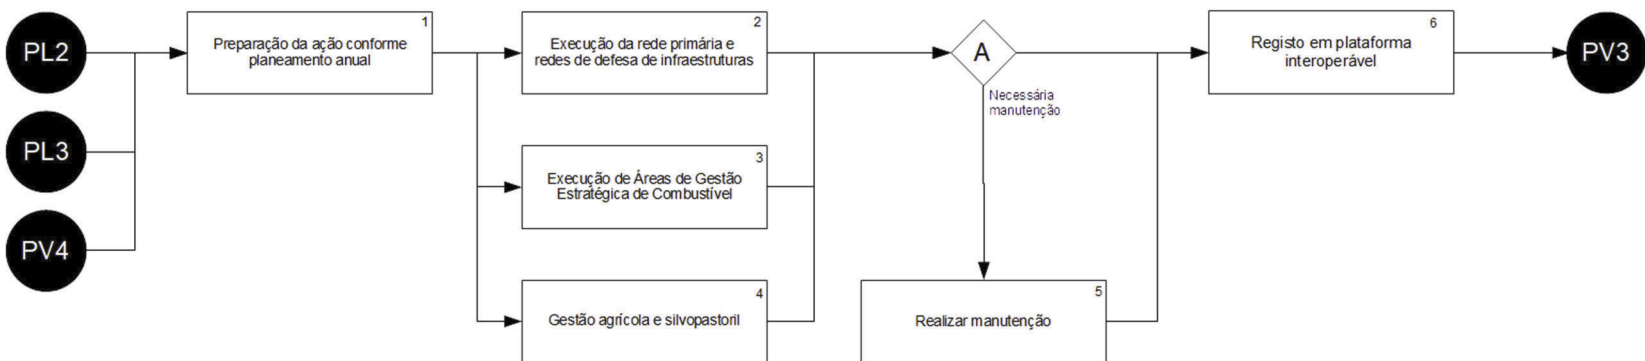 PL2
PL3
PV4
1
Preparação da ação conforme
planeamento anual
2
Execução da rede primária e
redes de defesa de infraestruturas
3
Execução de Áreas de Gestão
Estratégica de Combustível
4
Gestão agrícola e silvopastoril
A
Necessária
manutenção
5
Realizar manutenção
6
Registo em plataforma
interoperável
PV3